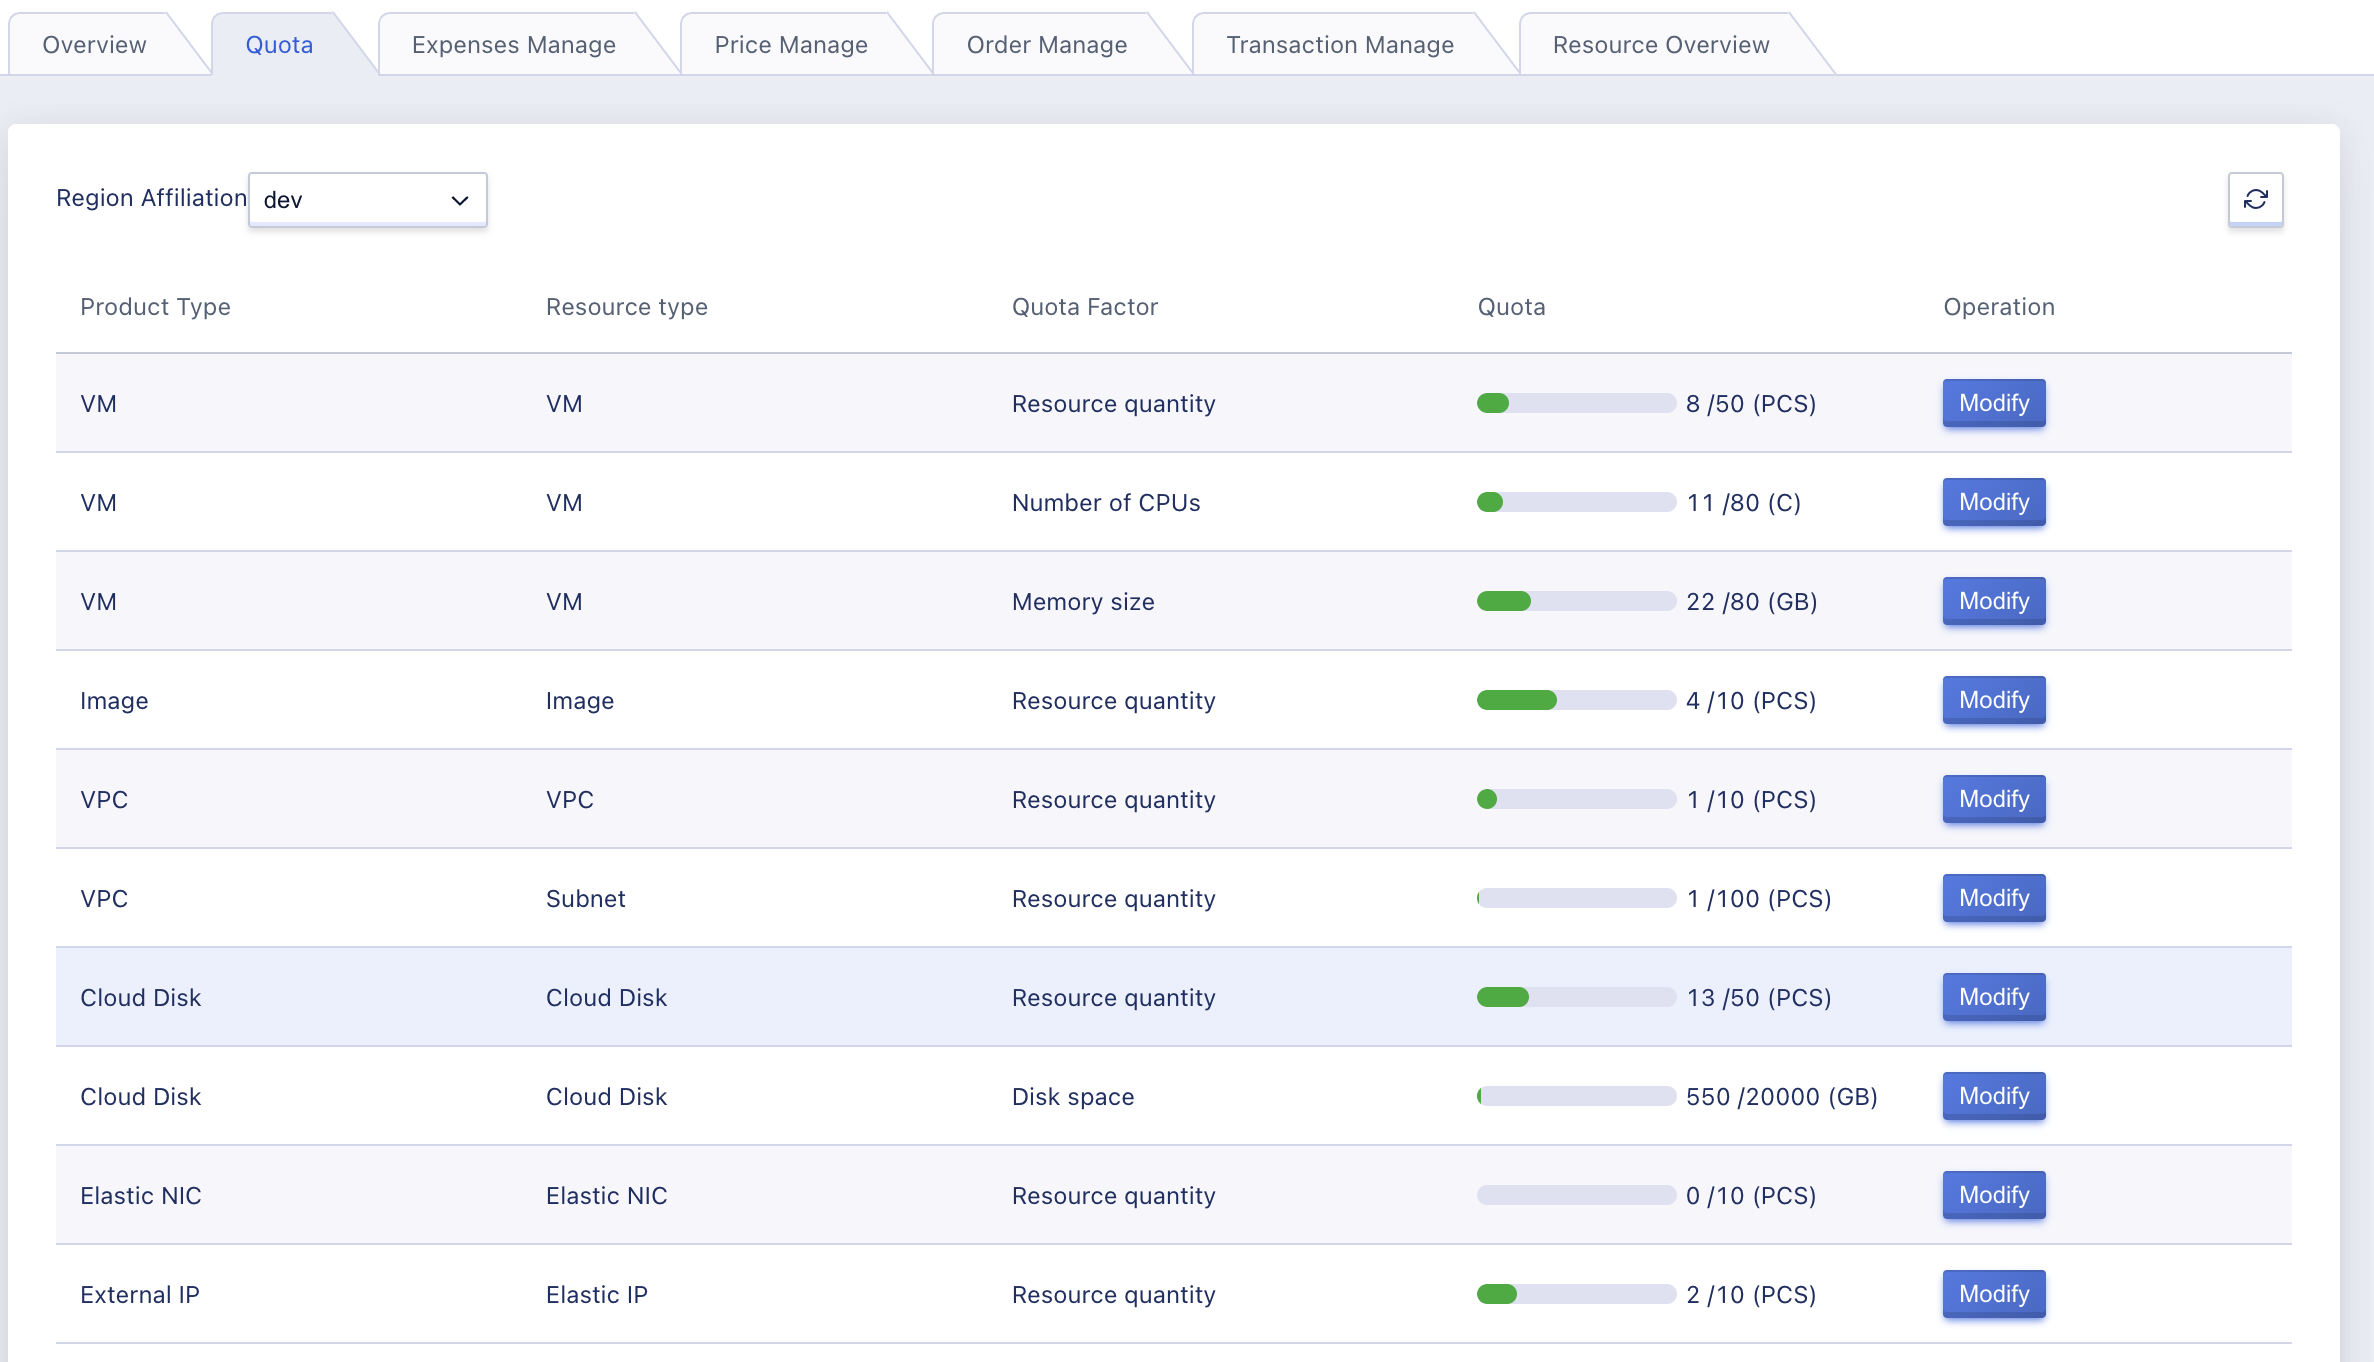 Overview Quota Expenses Manage Price Manage Order Manage Transaction Manage Resource Overview
Region Affiliation dev
Product Type Resource type Quota Factor Quota Operation
VM VM Resource quantity 8 /50 (PCS) Modify
VM VM Number of CPUs 11 /80 (C) Modify
VM VM Memory size 22 /80 (GB) Modify
Image Image Resource quantity 4 /10 (PCS) Modify
VPC VPC Resource quantity 1 /10 (PCS) Modify
VPC Subnet Resource quantity 1 /100 (PCS) Modify
Cloud Disk Cloud Disk Resource quantity 13 /50 (PCS) Modify
Cloud Disk Cloud Disk Disk space 550 /20000 (GB) Modify
Elastic NIC Elastic NIC Resource quantity 0 /10 (PCS) Modify
External IP Elastic IP Resource quantity 2 /10 (PCS) Modify